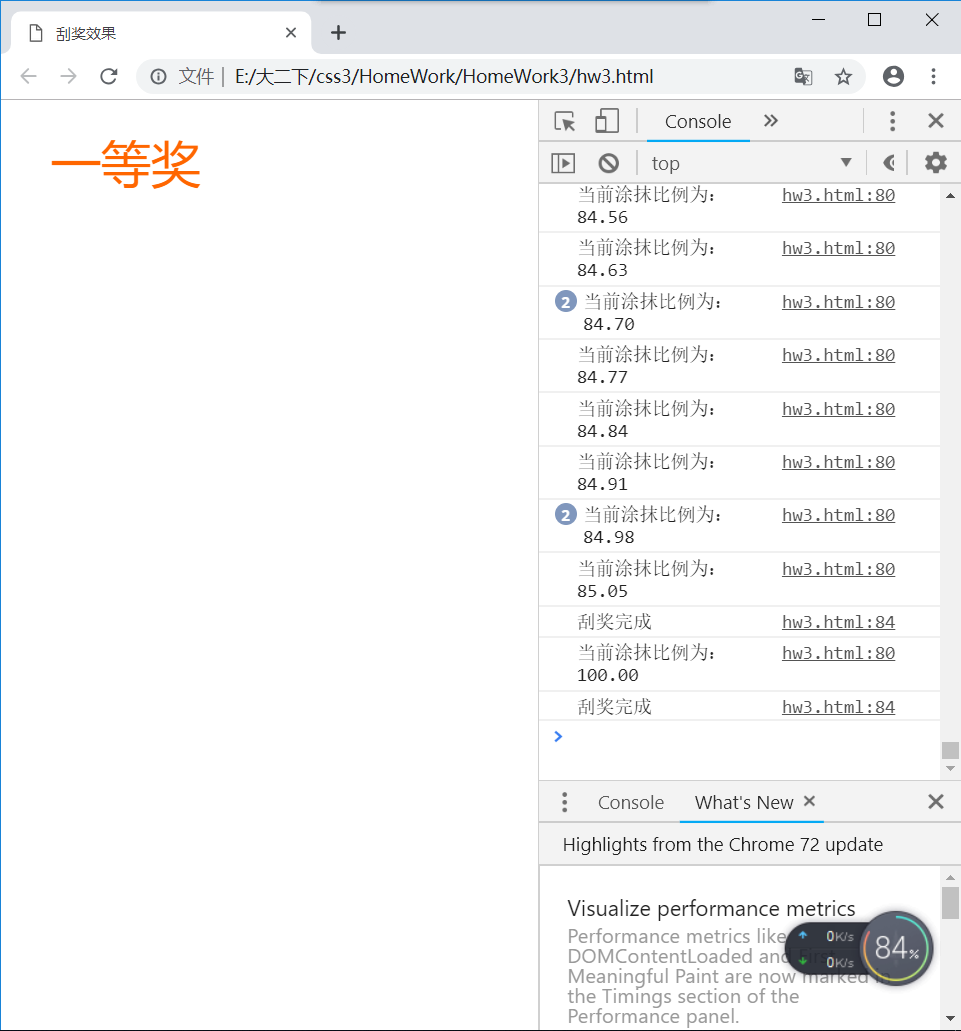 刮奖效果
文件 | E:/大二下/css3/HomeWork/HomeWork3/hw3.html
一等奖
Console
top
当前涂抹比例为: hw3.html:80
84.56
当前涂抹比例为: hw3.html:80
84.63
2 当前涂抹比例为: hw3.html:80
84.70
当前涂抹比例为: hw3.html:80
84.77
当前涂抹比例为: hw3.html:80
84.84
当前涂抹比例为: hw3.html:80
84.91
2 当前涂抹比例为: hw3.html:80
84.98
当前涂抹比例为: hw3.html:80
85.05
刮奖完成 hw3.html:84
当前涂抹比例为: hw3.html:80
100.00
刮奖完成 hw3.html:84
Console What's New
Highlights from the Chrome 72 update
Visualize performance metrics
Performance metrics like
DOMContentLoaded and First
Meaningful Paint are now marked in
the Timings section of the
Performance panel.
0K/s
0K/s
84%